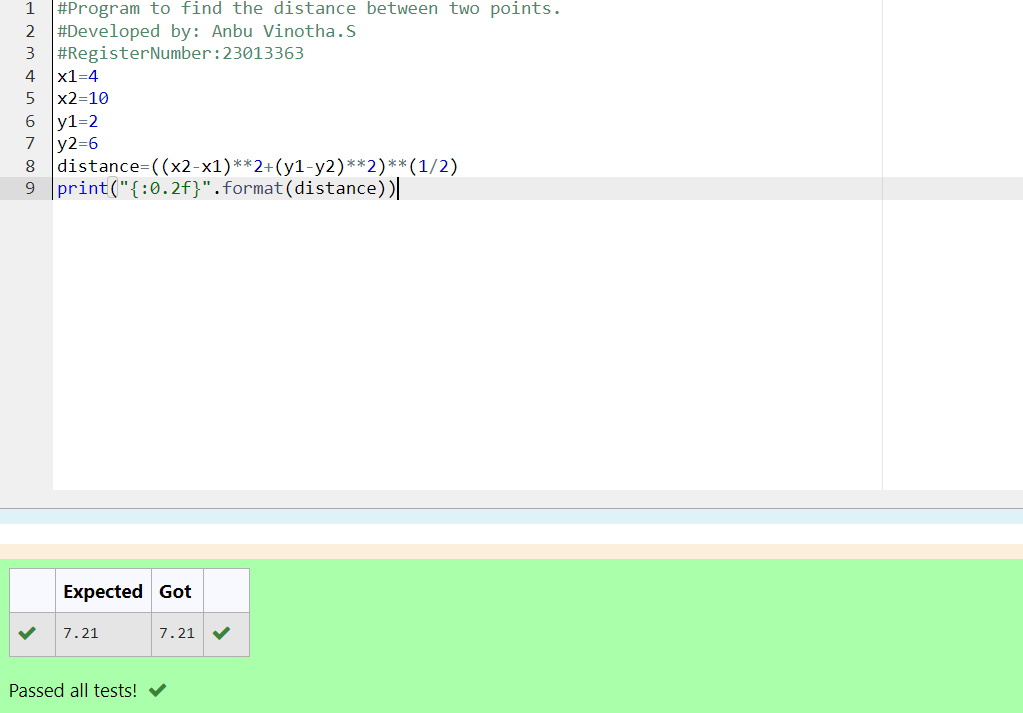 1 #Program to find the distance between two points.
2 #Developed by: Anbu Vinotha.S
3 #RegisterNumber:23013363
4 x1=4
5 x2=10
6 y1=2
7 y2=6
8 distance=((x2-x1)**2+(y1-y2)**2)**(1/2)
9 print("{:0.2f}".format(distance))
Expected Got
7.21 7.21
Passed all tests!